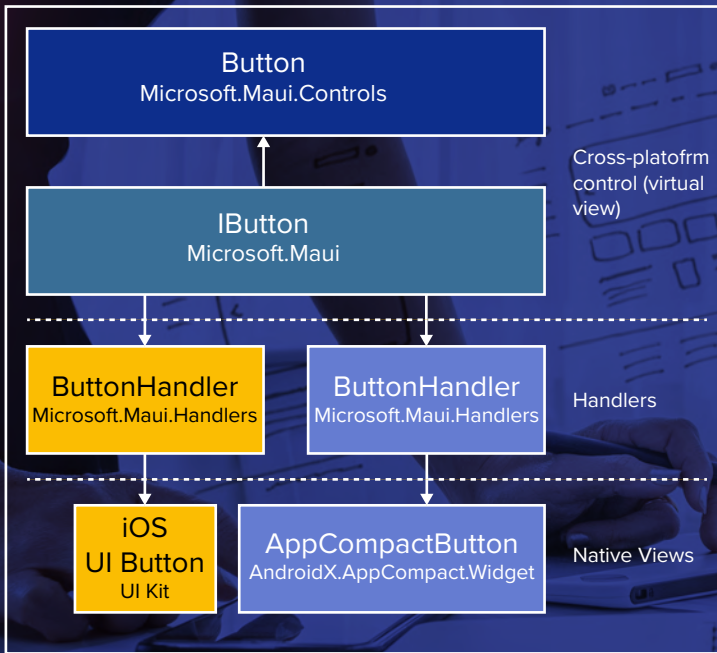 Button
Microsoft.Maui.Controls
Cross-platofrm
control (virtual
view)
IButton
Microsoft.Maui
ButtonHandler
Microsoft.Maui.Handlers
ButtonHandler
Microsoft.Maui.Handlers
Handlers
iOS
UI Button
UI Kit
AppCompactButton
AndroidX.AppCompact.Widget
Native Views